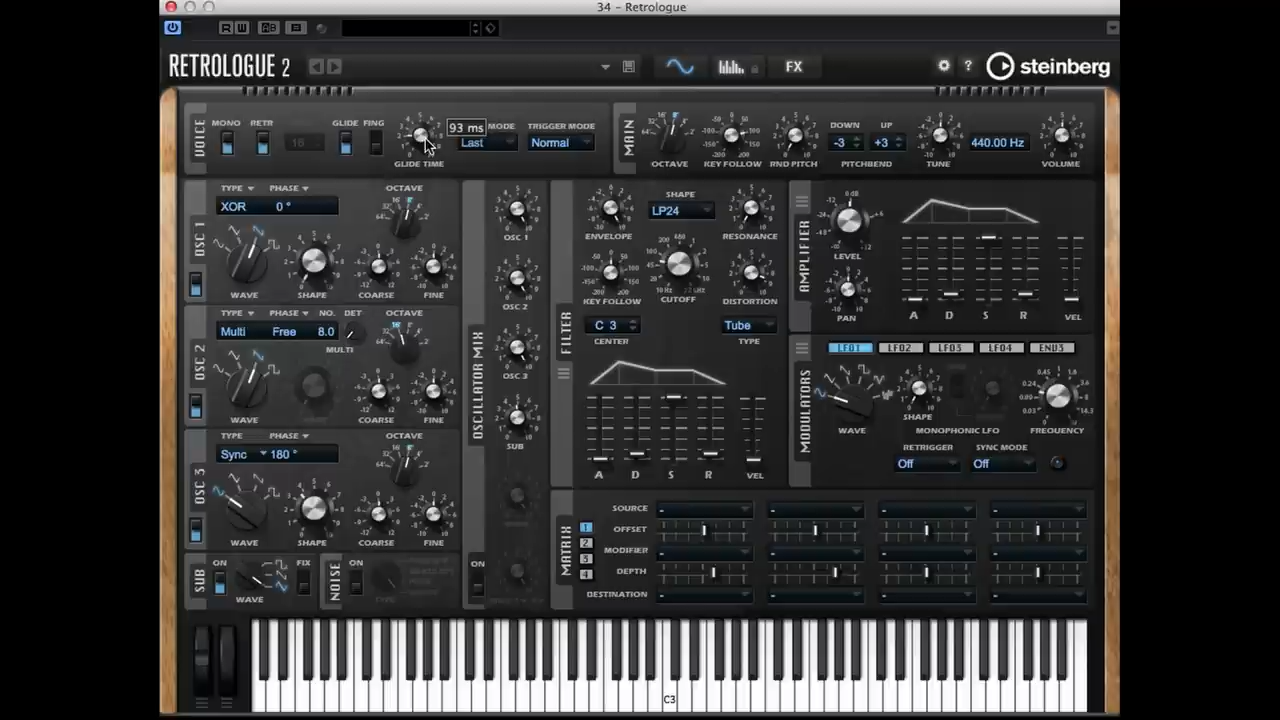 34 - Retrologue
R W
RETROLOGUE 2
FX
? steinberg
VOICE
MONO RETR GLIDE FING
16
93 ms MODE TRIGGER MODE
Last Normal
GLIDE TIME
MAIN
DOWN UP
-3 +3 440.00 Hz
OCTAVE KEY FOLLOW RND PITCH PITCHBEND TUNE VOLUME
OSC 1
TYPE PHASE OCTAVE
XOR 0 °
WAVE SHAPE COARSE FINE
OSC 2
TYPE PHASE NO. DET OCTAVE
Multi Free 8.0
MULTI
WAVE COARSE FINE
OSC 3
TYPE PHASE OCTAVE
Sync 180 °
WAVE SHAPE COARSE FINE
SUB
ON FIX
WAVE
NOISE
ON
OSCILLATOR MIX
OSC 1
OSC 2
OSC 3
SUB
ON
FILTER
SHAPE
LP24
ENVELOPE RESONANCE
KEY FOLLOW CUTOFF DISTORTION
C 3 Tube
CENTER TYPE
A D S R VEL
AMPLIFIER
LEVEL
PAN
A D S R VEL
MODULATORS
LFO1 LFO2 LFO3 LFO4 ENV3
WAVE SHAPE MONOPHONIC LFO FREQUENCY
RETRIGGER SYNC MODE
Off Off
MATRIX
1
2
3
4
SOURCE
OFFSET
MODIFIER
DEPTH
DESTINATION
C3